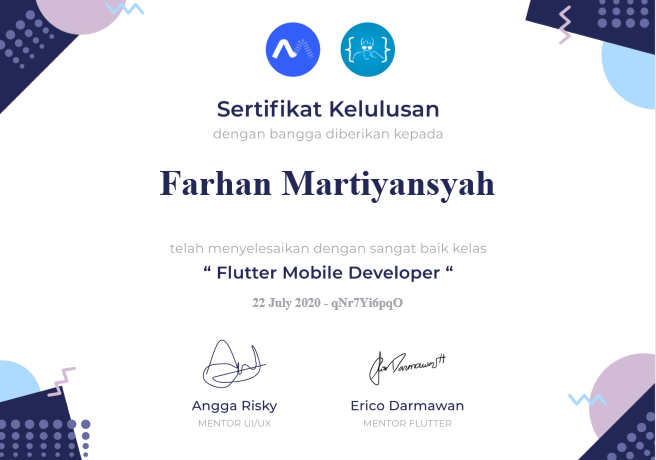 Sertifikat Kelulusan
dengan bangga diberikan kepada
Farhan Martiyansyah
telah menyelesaikan dengan sangat baik kelas
“ Flutter Mobile Developer “
22 July 2020 - qNr7Yi6pqO
Angga Risky
Erico Darmawan
MENTOR UI/UX
MENTOR FLUTTER